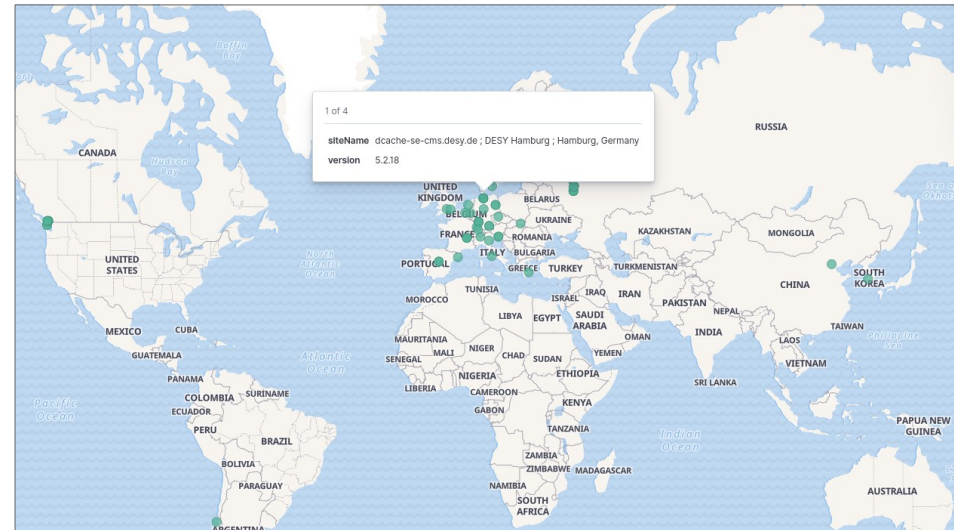 Baffin
Bay
1 of 4
siteName dcache-se-cms.desy.de ; DESY Hamburg ; Hamburg, Germany
version 5.2.18
RUSSIA
CANADA
Hudson
Bay
UNITED
KINGDOM
BELARUS
BELGIUM
UKRAINE
FRANCE
ROMANIA
KAZAKHSTAN
MONGOLIA
UNITED
STATES
North
Atlantic
Ocean
ITALY
BULGARIA
PORTUGAL
GREECE
TURKEY
TURKMENISTAN
CHINA
SOUTH
KOREA
MOROCCO
TUNISIA
ISRAEL
IRAQ
IRAN
PAKISTAN
NEPAL
LIBYA
EGYPT
SAUDI
ARABIA
MEXICO
CUBA
MAURITANIA
OMAN
INDIA
TAIWAN
Philippine
Sea
LAOS
GUATEMALA
Atlantic
Ocean
SENEGAL
MALI
NIGER
CHAD
SUDAN
YEMEN
VIETNAM
PANAMA
LIBERIA
NIGERIA
ETHIOPIA
SRI LANKA
COLOMBIA
SURINAME
CAMEROON
Pacific
Ocean
ECUADOR
GABON
KENYA
PERU
BRAZIL
TANZANIA
Indian
Ocean
PAPUA NEW
GUINEA
BOLIVIA
ZAMBIA
ZIMBABWE
MADAGASCAR
PARAGUAY
NAMIBIA
SOUTH
AFRICA
AUSTRALIA
ARGENTINA